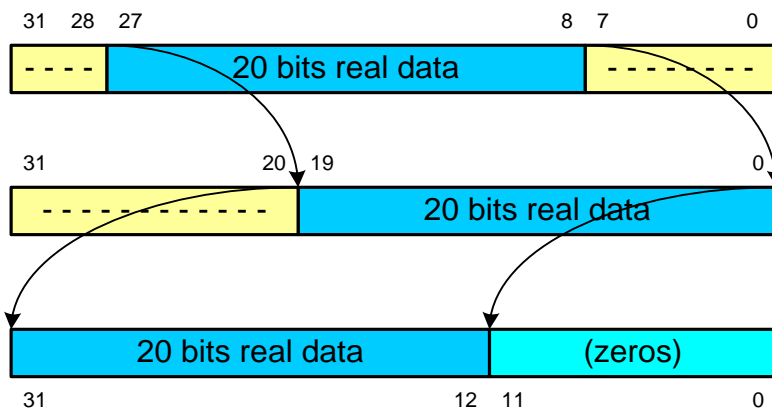 31 28 27 8 7 0
- - - - 20 bits real data - - - - - - - -
31 20 19 0
- - - - - - - - - - - - 20 bits real data
20 bits real data (zeros)
31 12 11 0